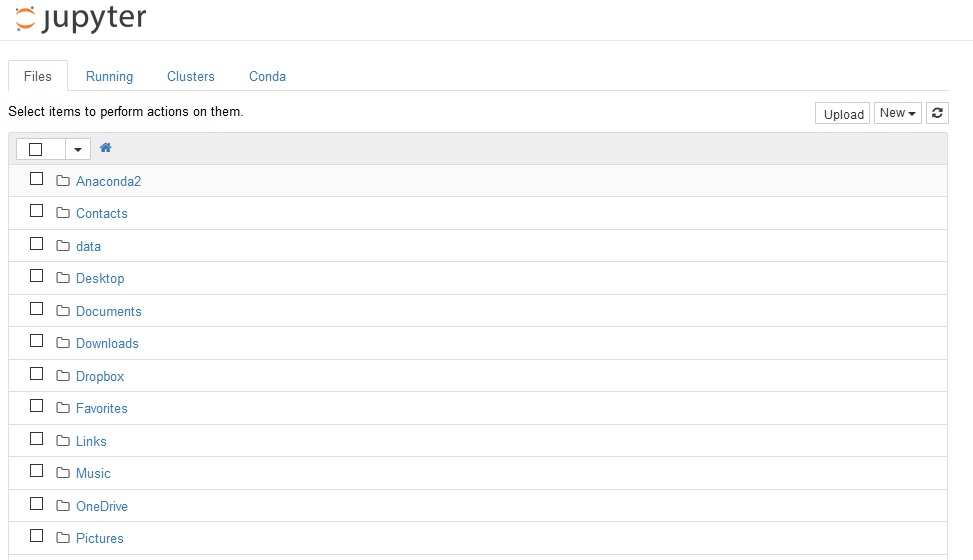 jupyter
Files Running Clusters Conda
Select items to perform actions on them.
Upload New
Anaconda2
Contacts
data
Desktop
Documents
Downloads
Dropbox
Favorites
Links
Music
OneDrive
Pictures